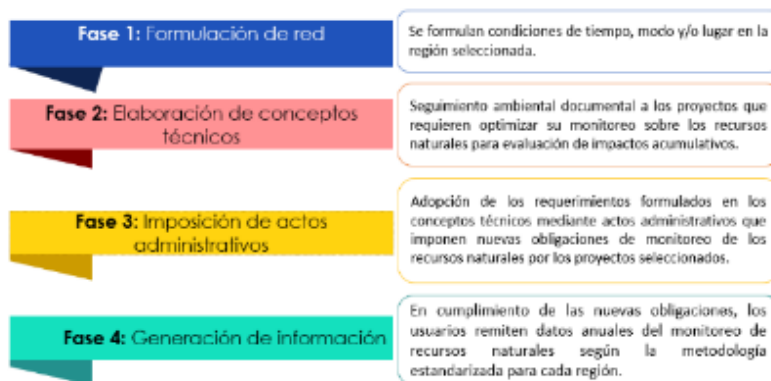 Fase 1: Formulación de red
Se formulan condiciones de tiempo, modo y/o lugar en la
región seleccionada.
Fase 2: Elaboración de conceptos
técnicos
Seguimiento ambiental documental a los proyectos que
requieren optimizar su monitoreo sobre los recursos
naturales para evaluación de impactos acumulativos.
Fase 3: Imposición de actos
administrativos
Adopción de los requerimientos formulados en los
conceptos técnicos mediante actos administrativos que
imponen nuevas obligaciones de monitoreo de los
recursos naturales por los proyectos seleccionados.
Fase 4: Generación de información
En cumplimiento de las nuevas obligaciones, los
usuarios remiten datos anuales del monitoreo de
recursos naturales según la metodología
estandarizada para cada región.